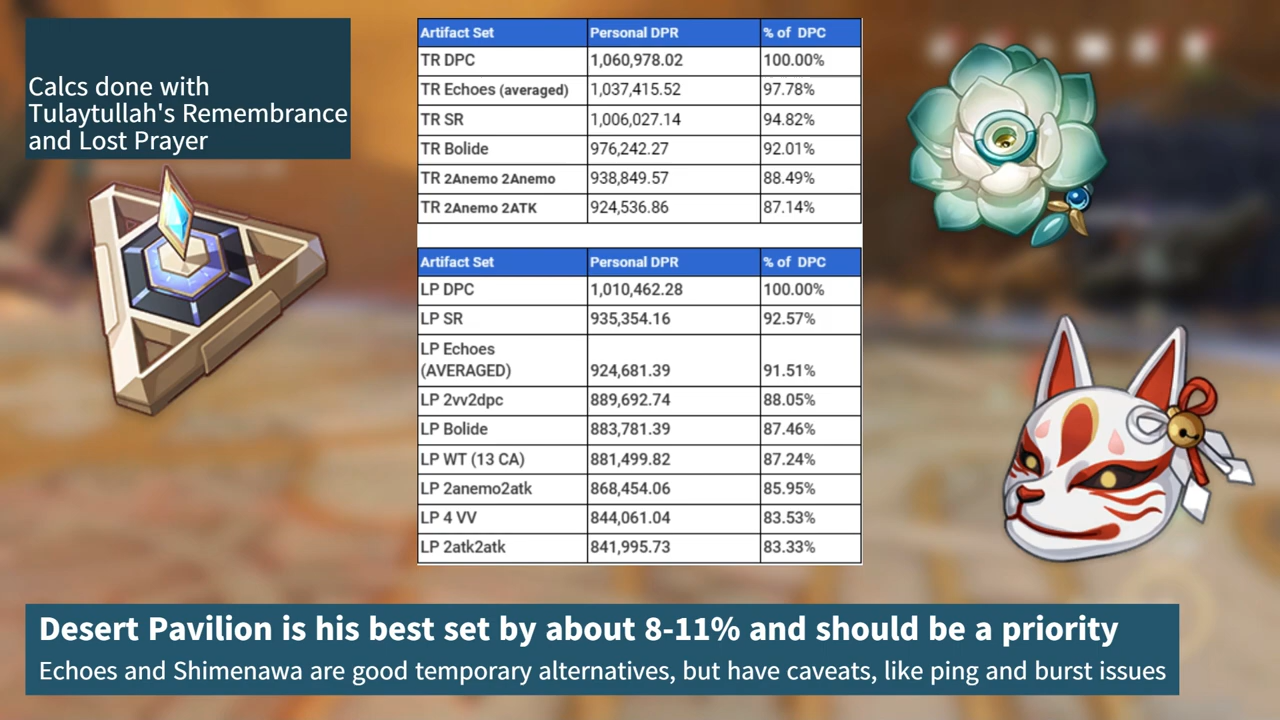 Calcs done with
Tulaytullah's Remembrance
and Lost Prayer
Artifact Set Personal DPR % of DPC
TR DPC 1,060,978.02 100.00%
TR Echoes (averaged) 1,037,415.52 97.78%
TR SR 1,006,027.14 94.82%
TR Bolide 976,242.27 92.01%
TR 2Anemo 2Anemo 938,849.57 88.49%
TR 2Anemo 2ATK 924,536.86 87.14%
Artifact Set Personal DPR % of DPC
LP DPC 1,010,462.28 100.00%
LP SR 935,354.16 92.57%
LP Echoes
(AVERAGED) 924,681.39 91.51%
LP 2vv2dpc 889,692.74 88.05%
LP Bolide 883,781.39 87.46%
LP WT (13 CA) 881,499.82 87.24%
LP 2anemo2atk 868,454.06 85.95%
LP 4 VV 844,061.04 83.53%
LP 2atk2atk 841,995.73 83.33%
Desert Pavilion is his best set by about 8-11% and should be a priority
Echoes and Shimenawa are good temporary alternatives, but have caveats, like ping and burst issues